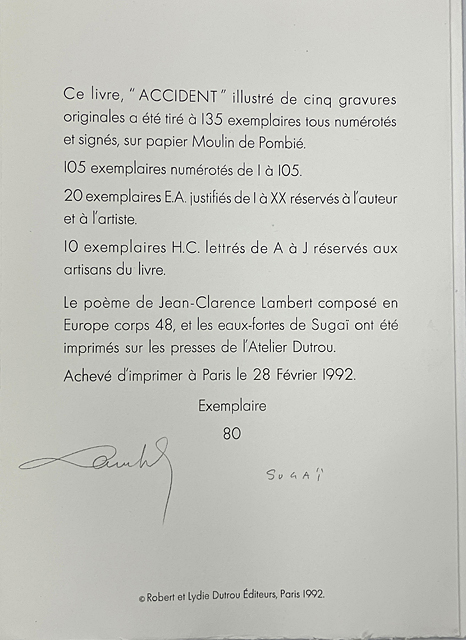 Ce livre, "ACCIDENT" illustré de cinq gravures
originales a été tiré à 135 exemplaires tous numérotés
et signés, sur papier Moulin de Pombié.
105 exemplaires numérotés de 1 à 105.
20 exemplaires E.A. justifiés de I à XX réservés à l'auteur
et à l'artiste.
10 exemplaires H.C. lettrés de A à J réservés aux
artisans du livre.
Le poème de Jean-Clarence Lambert composé en
Europe corps 48, et les eaux-fortes de Sugaï ont été
imprimés sur les presses de l'Atelier Dutrou.
Achevé d'imprimer à Paris le 28 Février 1992.
Exemplaire
80
Lambert
SUGAÏ
© Robert et Lydie Dutrou Éditeurs, Paris 1992.